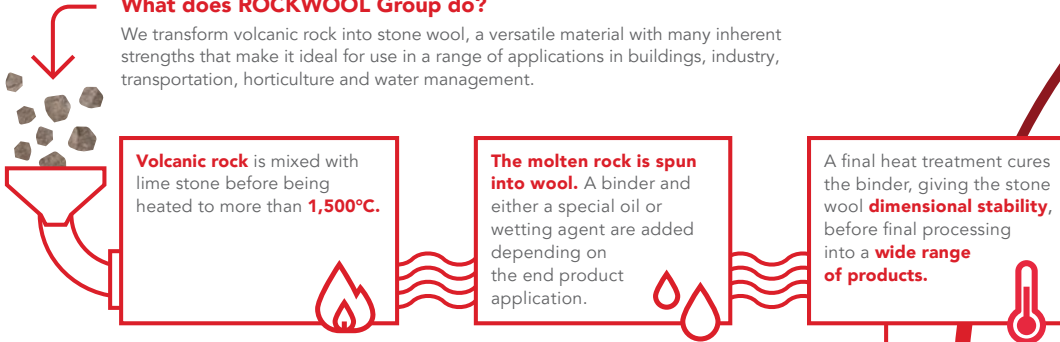 What does ROCKWOOL Group do?
We transform volcanic rock into stone wool, a versatile material with many inherent
strengths that make it ideal for use in a range of applications in buildings, industry,
transportation, horticulture and water management.
Volcanic rock is mixed with
lime stone before being
heated to more than 1,500°C.
The molten rock is spun
into wool. A binder and
either a special oil or
wetting agent are added
depending on
the end product
application.
A final heat treatment cures
the binder, giving the stone
wool dimensional stability,
before final processing
into a wide range
of products.